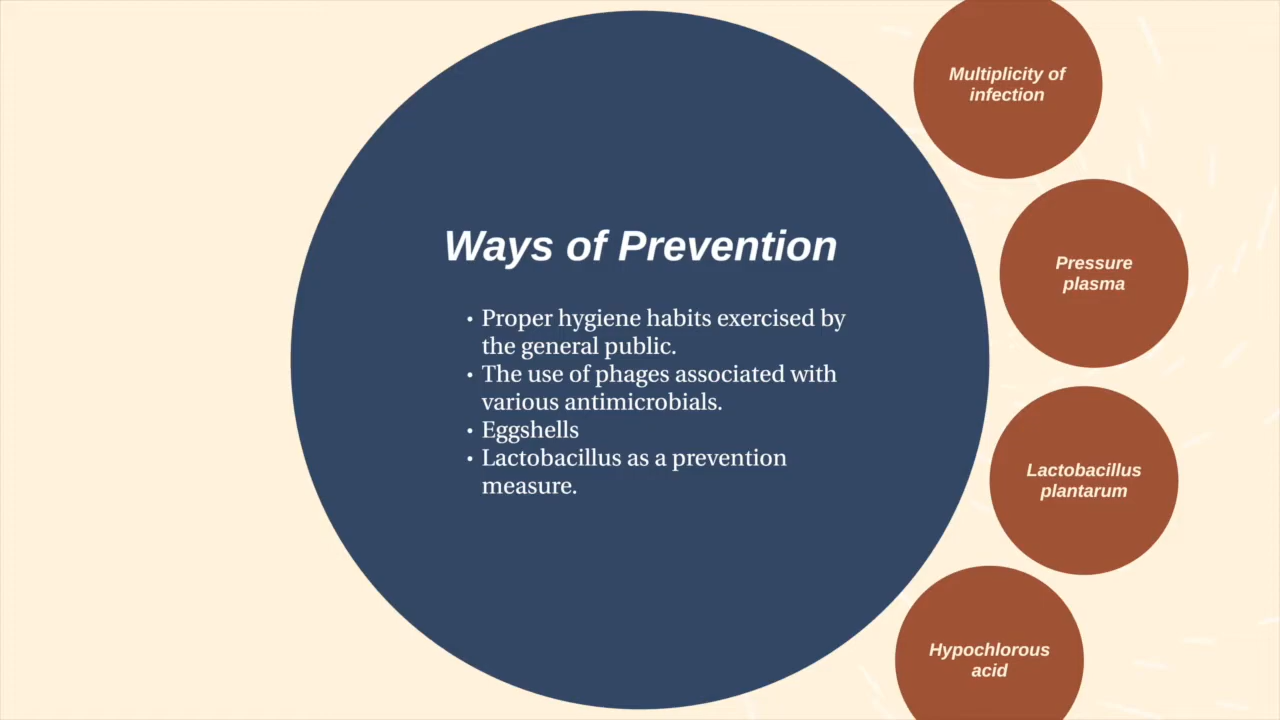 Ways of Prevention
• Proper hygiene habits exercised by
the general public.
• The use of phages associated with
various antimicrobials.
• Eggshells
• Lactobacillus as a prevention
measure.
Multiplicity of
infection
Pressure
plasma
Lactobacillus
plantarum
Hypochlorous
acid